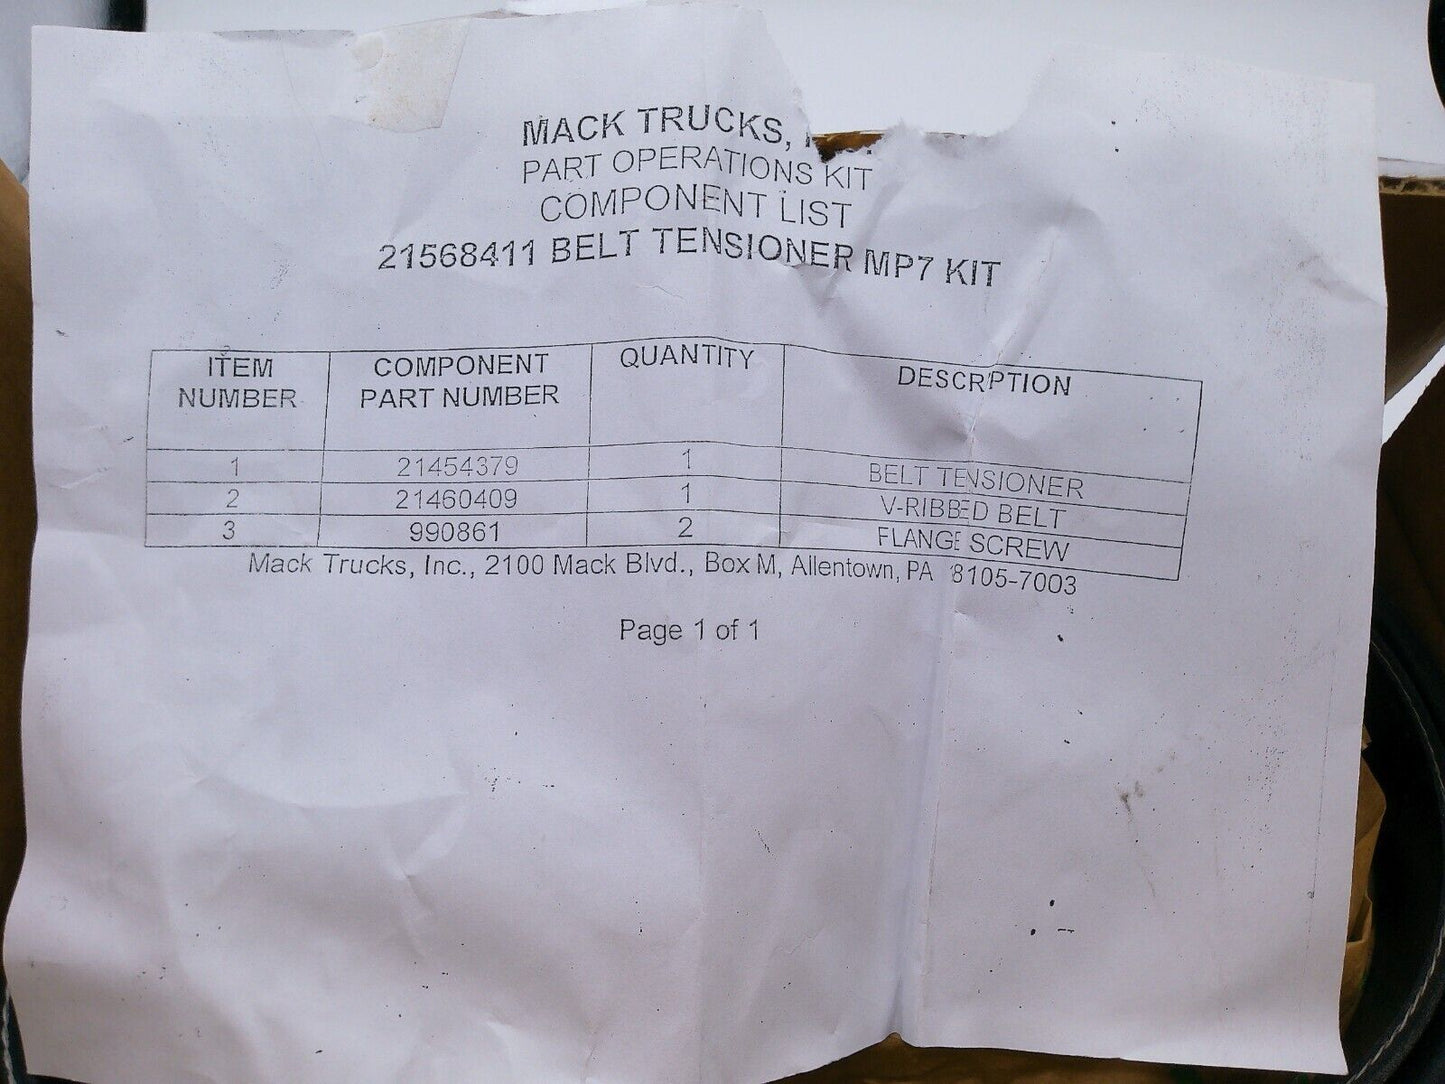 MACK TRUCKS,
PART OPERATIONS KIT
COMPONENT LIST
21568411 BELT TENSIONER MP7 KIT
ITEM NUMBER COMPONENT PART NUMBER QUANTITY DESCRIPTION
1 21454379 1 BELT TENSIONER
2 21460409 1 V-RIBBED BELT
3 990861 2 FLANGE SCREW
Mack Trucks, Inc., 2100 Mack Blvd., Box M, Allentown, PA 8105-7003
Page 1 of 1